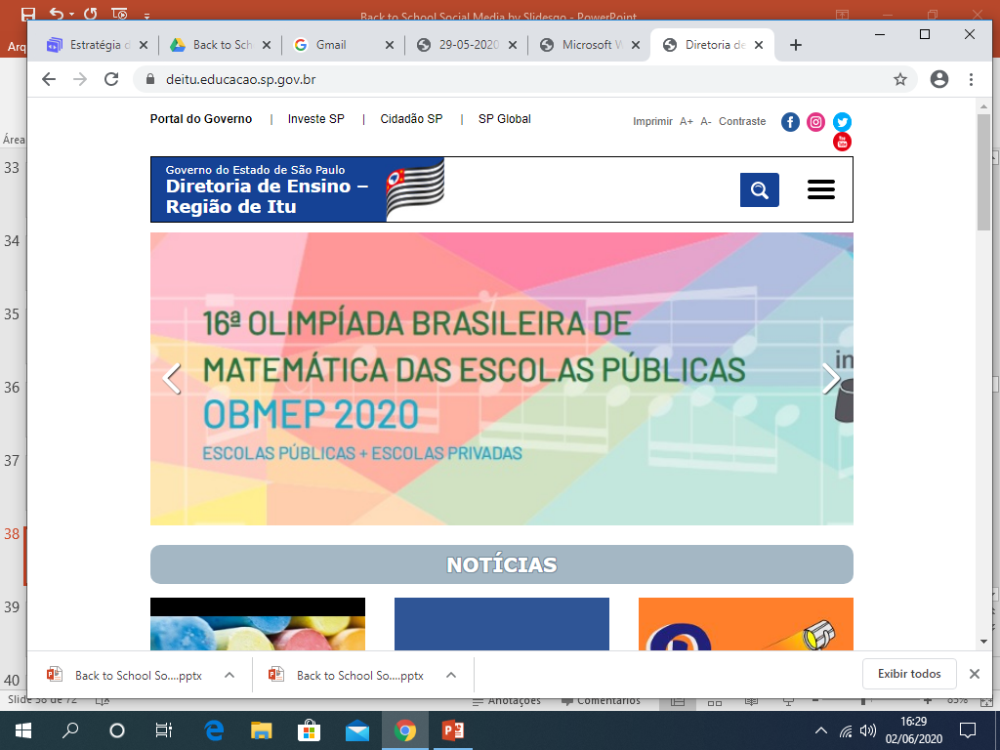 Back to School Social Media by Slidesgo - PowerPoint
Arq
Estratégia d
Back to Sch
Gmail
29-05-2020
Microsoft W
Diretoria de
deitu.educacao.sp.gov.br
Portal do Governo | Investe SP | Cidadão SP | SP Global
Imprimir A+ A- Contraste
You
Tube
Área
Governo do Estado de São Paulo
Diretoria de Ensino –
Região de Itu
16ª OLIMPÍADA BRASILEIRA DE
MATEMÁTICA DAS ESCOLAS PÚBLICAS
OBMEP 2020
ESCOLAS PÚBLICAS + ESCOLAS PRIVADAS
in
NOTÍCIAS
33
34
35
36
37
38
39
40
Back to School So....pptx
Back to School So....pptx
Exibir todos
Slide 38 de 72
Anotações
Comentários
83%
16:29
02/06/2020